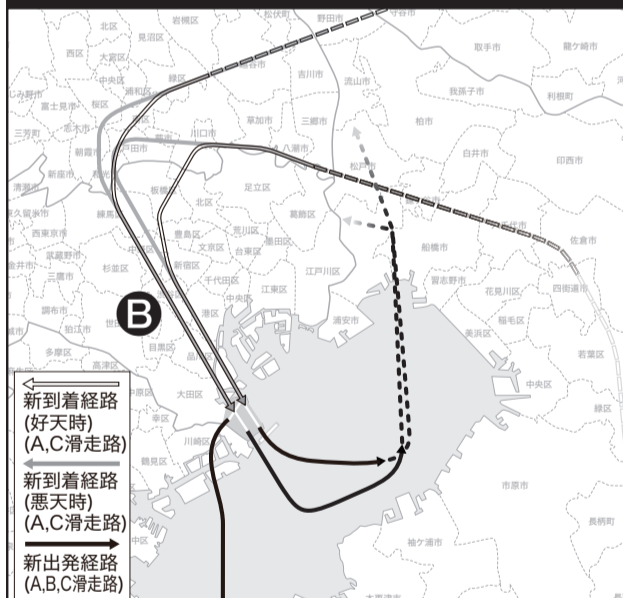 岩槻区
松伏町
野田市
守谷市
北区
見沼区
取手市
龍ケ崎市
西区
大宮区
吉川市
流山市
中央区
緑区
浦和区
我孫子市
利根町
富士見市
桜区
草加市
三郷市
柏市
川口市
三芳町
志木市
戸田市
八潮市
朝霞市
松戸市
白井市
新座市
印西市
板橋区
足立区
清瀬市
北区
葛飾区
練馬区
佐倉市
豊島区
荒川区
西東京市
文京区
墨田区
船橋市
台東区
武蔵野市
新宿区
江戸川区
習志野市
四街道市
杉並区
千代田区
花見川区
三鷹市
中央区
江東区
稲毛区
調布市
港区
浦安市
美浜区
B
狛江市
目黒区
品川区
若葉区
多摩区
高津区
中央区
大田区
緑区
幸区
川崎区
鶴見区
市原市
長柄町
袖ケ浦市
中区
木更津市
新到着経路
(好天時)
(A,C滑走路)
新到着経路
(悪天時)
(A,C滑走路)
新出発経路
(A,B,C滑走路)